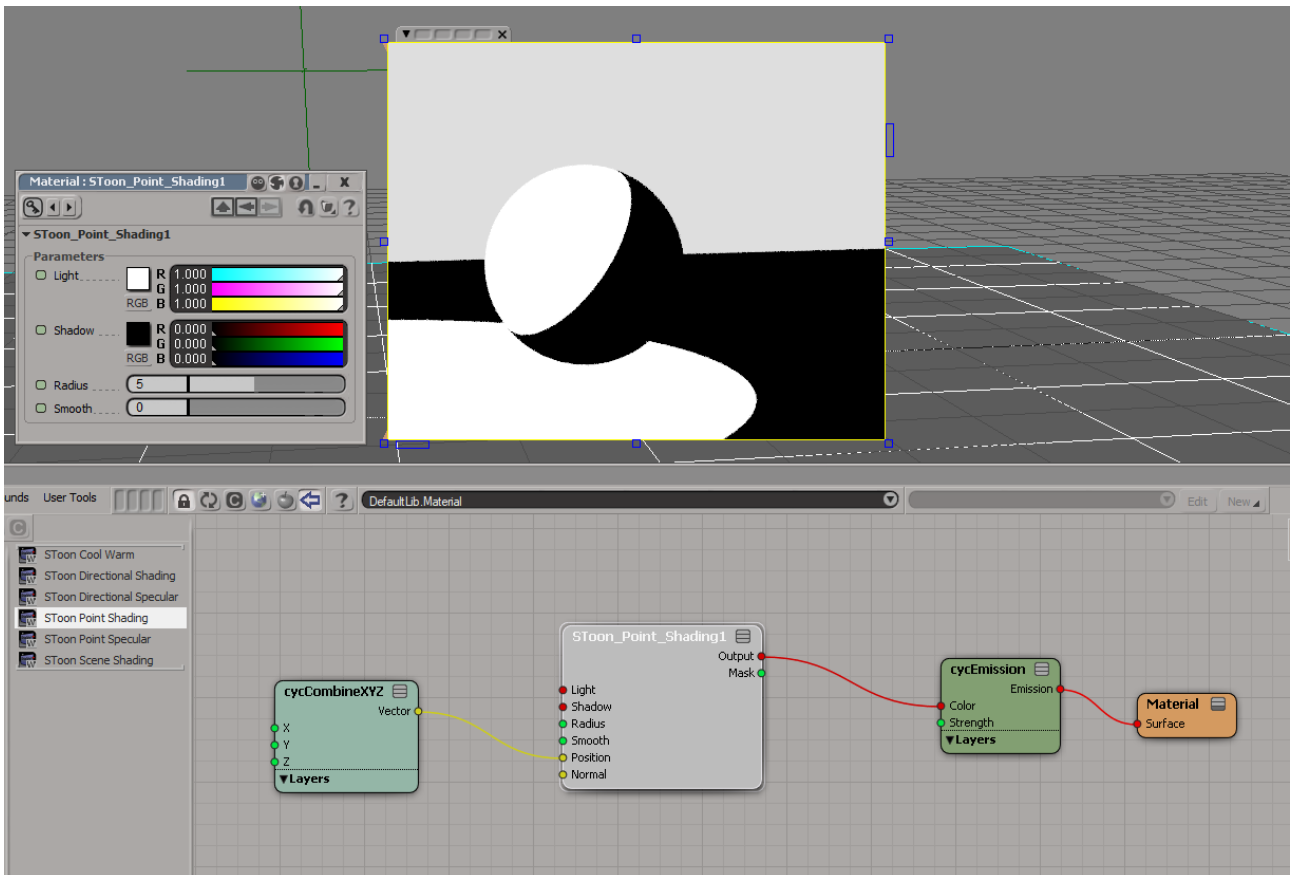 Material : SToon_Point_Shading1
X
?
SToon_Point_Shading1
Parameters
Light
R 1.000
G 1.000
RGB B 1.000
Shadow
R 0.000
G 0.000
RGB B 0.000
Radius 5
Smooth 0
unds User Tools C ? DefaultLib.Material Edit New
C
SToon Cool Warm
SToon Directional Shading
SToon Directional Specular
SToon Point Shading
SToon Point Specular
SToon Scene Shading
cycCombineXYZ
Vector
X
Y
Z
Layers
SToon_Point_Shading1
Output
Mask
Light
Shadow
Radius
Smooth
Position
Normal
cycEmission
Emission
Color
Strength
Layers
Material
Surface